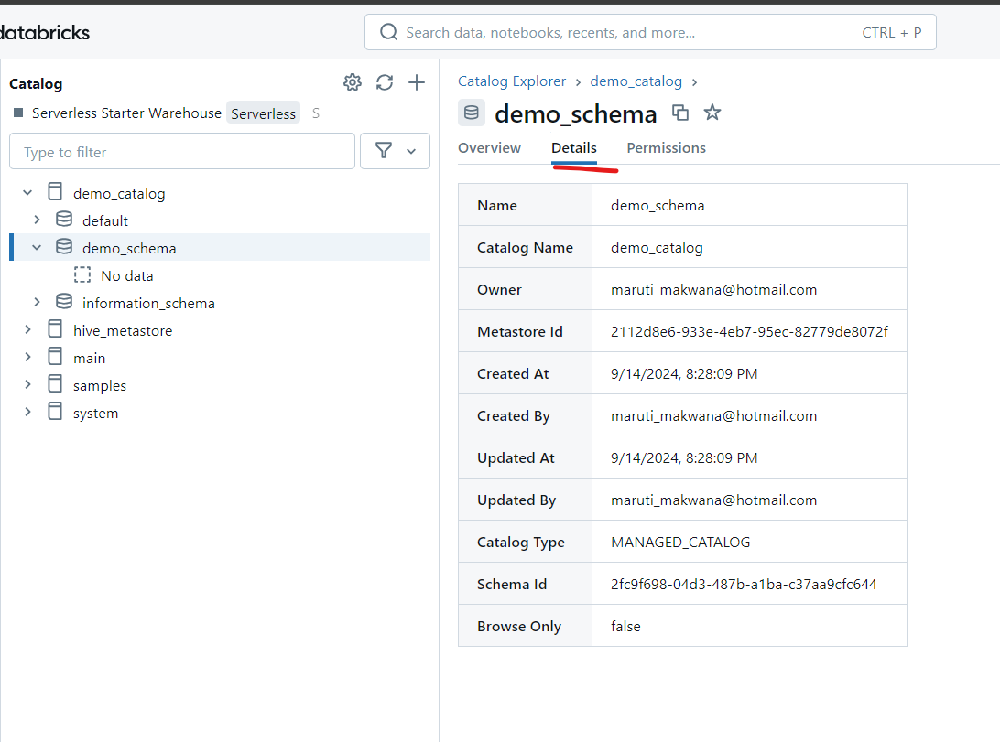 databricks
Search data, notebooks, recents, and more... CTRL + P
Catalog
Serverless Starter Warehouse Serverless S
Type to filter
demo_catalog
default
demo_schema
No data
information_schema
hive_metastore
main
samples
system
Catalog Explorer › demo_catalog ›
demo_schema
Overview Details Permissions
Name demo_schema
Catalog Name demo_catalog
Owner maruti_makwana@hotmail.com
Metastore Id 2112d8e6-933e-4eb7-95ec-82779de8072f
Created At 9/14/2024, 8:28:09 PM
Created By maruti_makwana@hotmail.com
Updated At 9/14/2024, 8:28:09 PM
Updated By maruti_makwana@hotmail.com
Catalog Type MANAGED_CATALOG
Schema Id 2fc9f698-04d3-487b-a1ba-c37aa9cfc644
Browse Only false